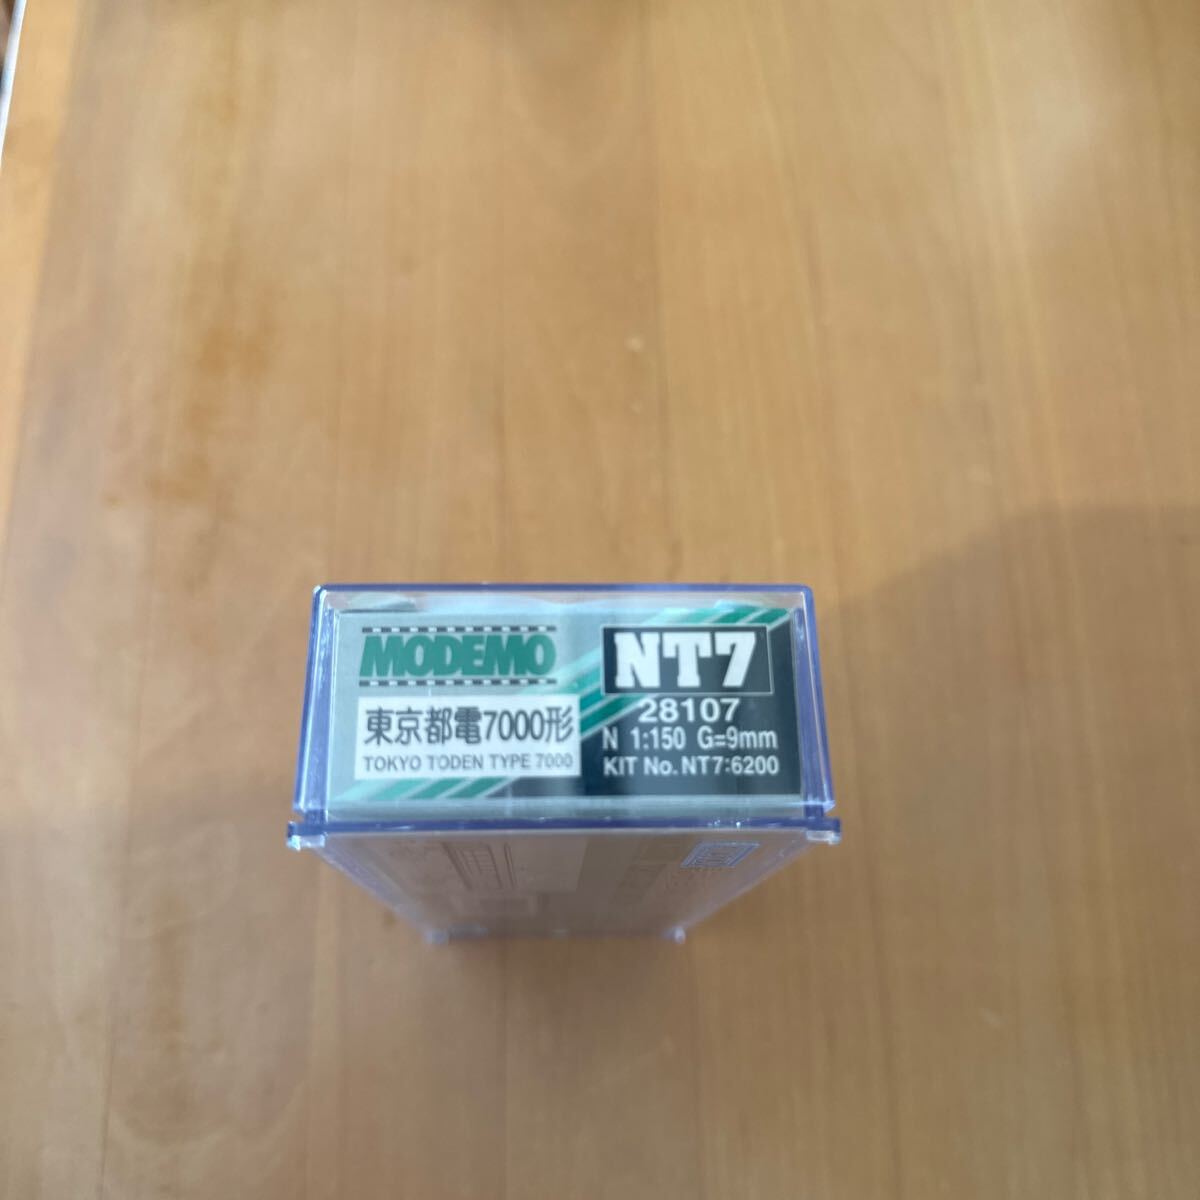 MODEMO
東京都電7000形
TOKYO TODEN TYPE 7000
NT7
28107
N 1:150 G=9mm
KIT No. NT7:6200